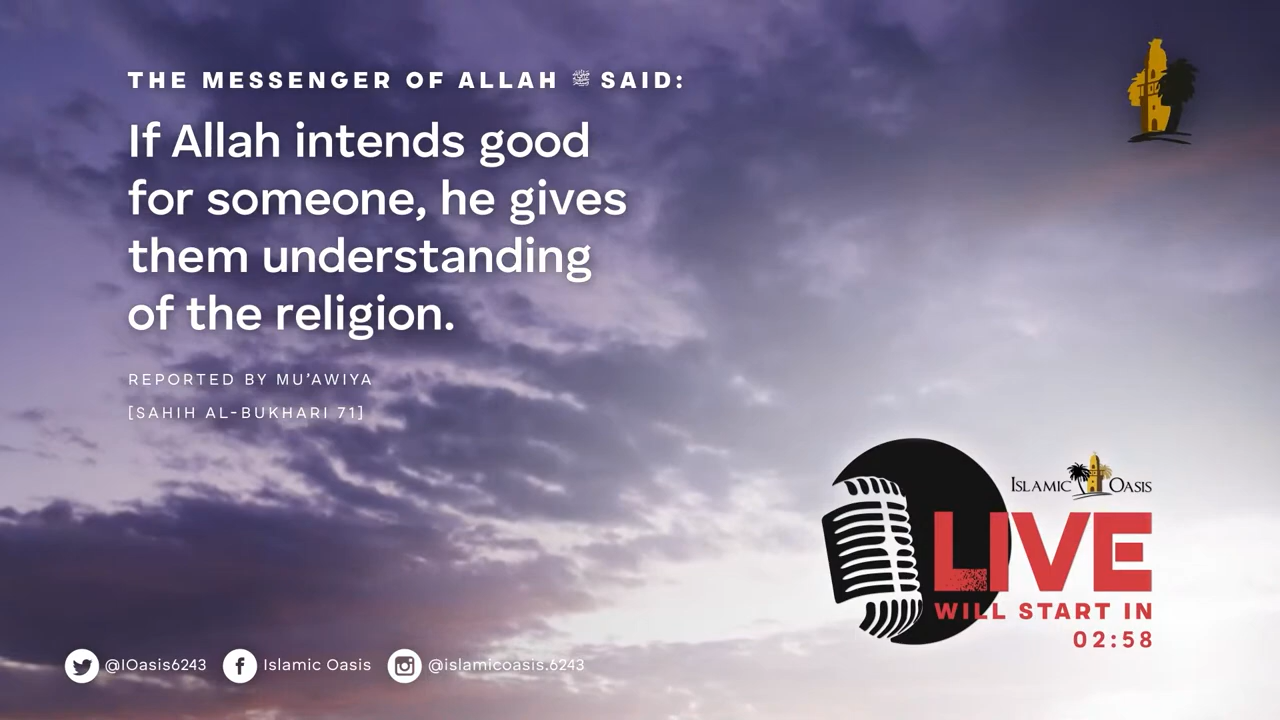 THE MESSENGER OF ALLAH ﷺ SAID:
If Allah intends good
for someone, he gives
them understanding
of the religion.
REPORTED BY MU’AWIYA
[SAHIH AL-BUKHARI 71]
ISLAMIC OASIS
LIVE
WILL START IN
02:58
@IOasis6243 Islamic Oasis @islamicoasis.6243